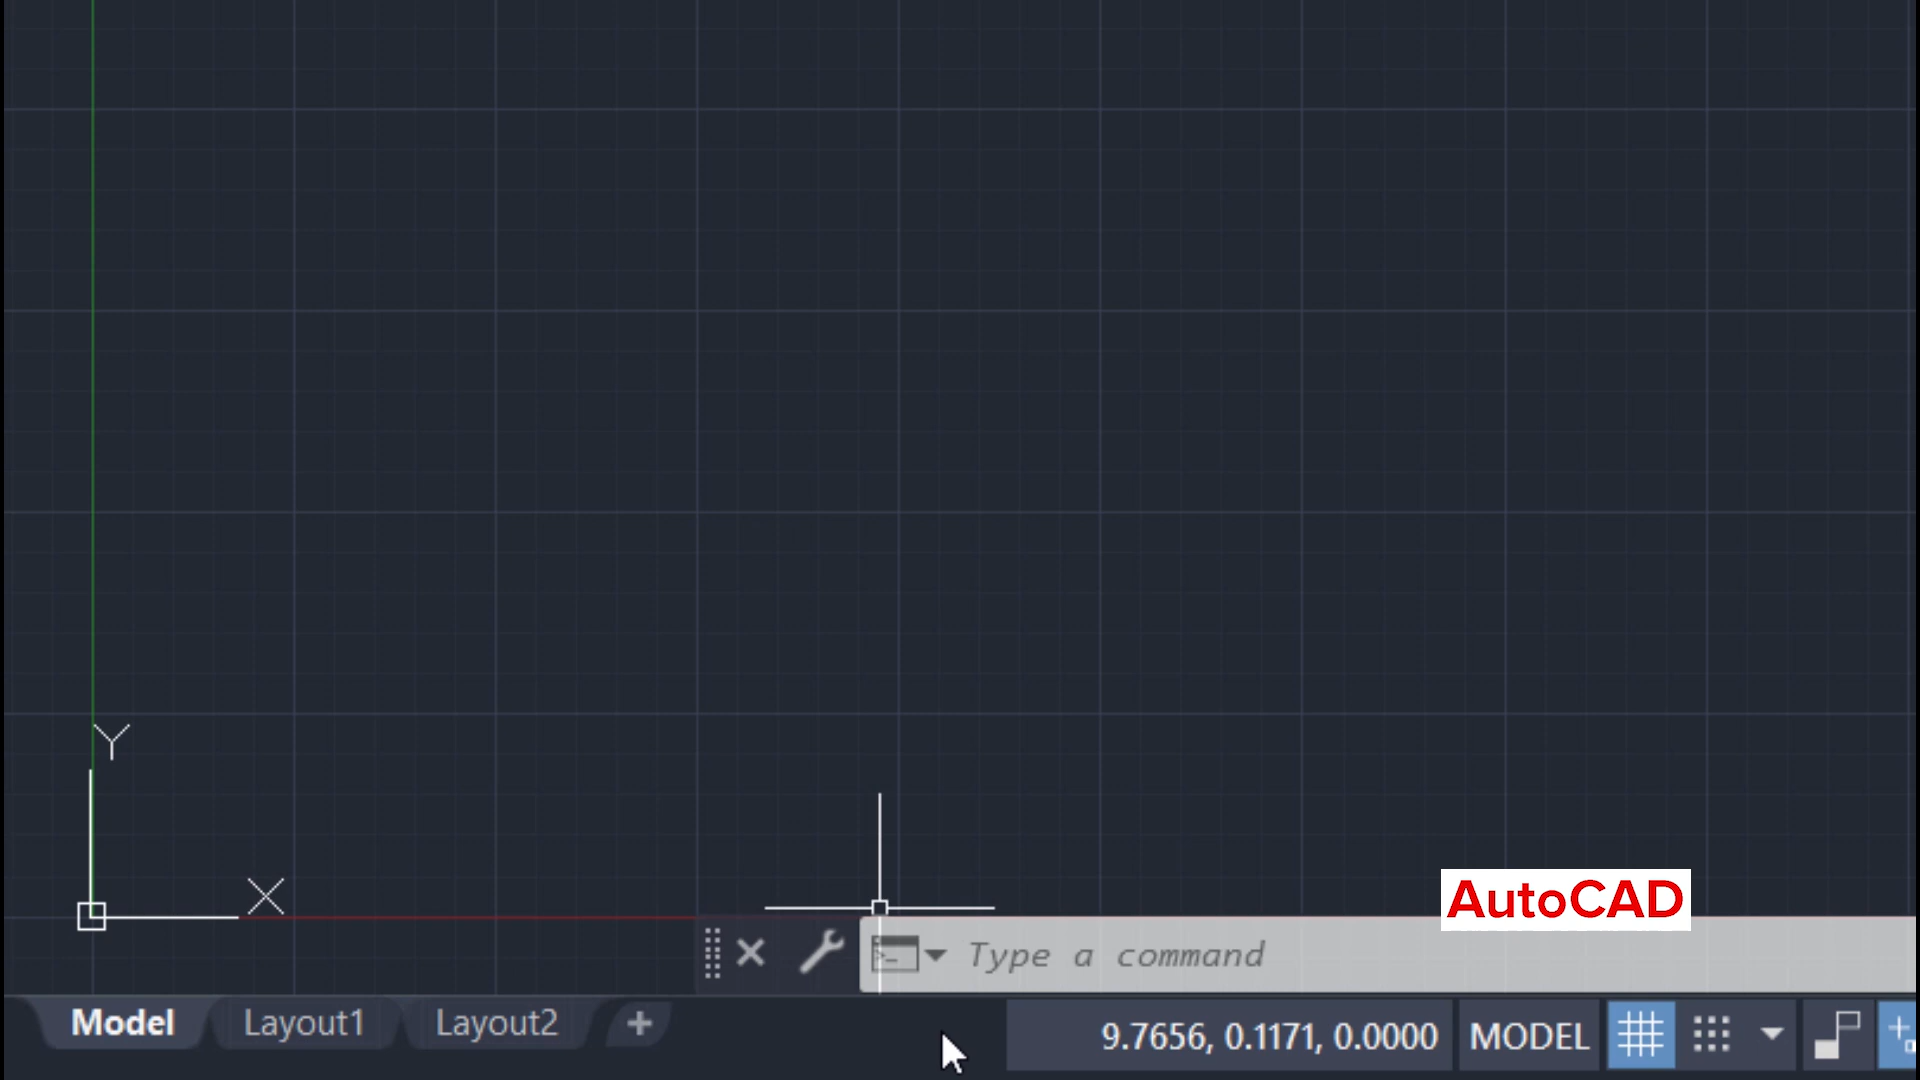 Y
X
AutoCAD
Type a command
Model Layout1 Layout2 +
9.7656, 0.1171, 0.0000 MODEL